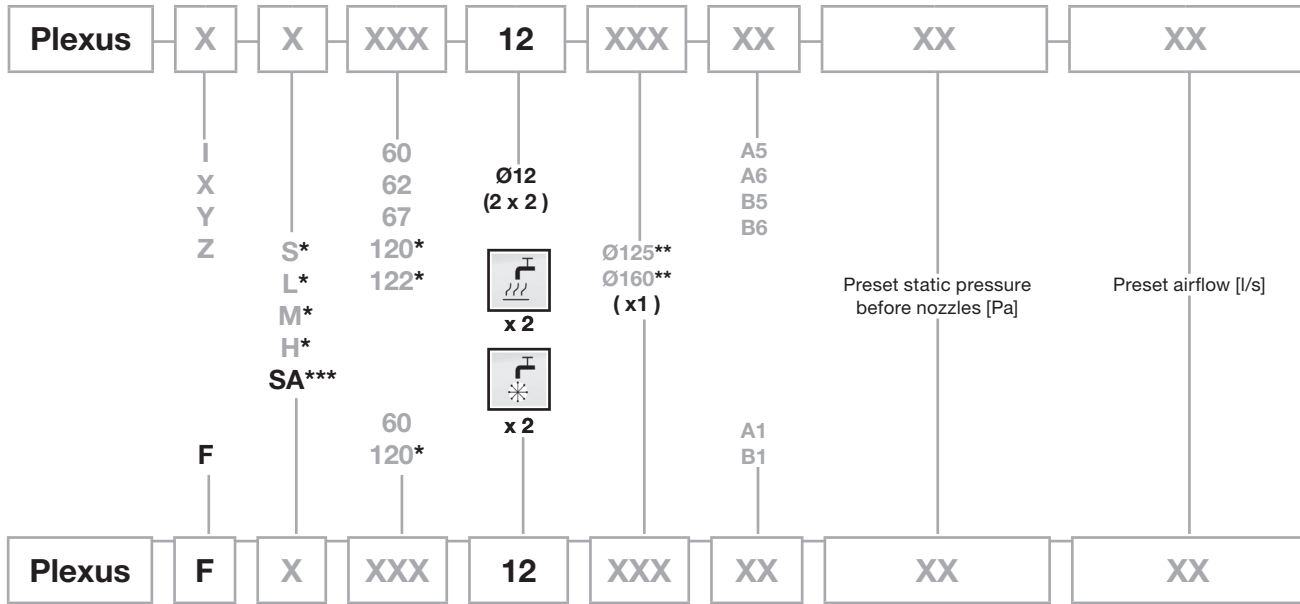 Plexus X X XXX 12 XXX XX XX XX
I
X
Y
Z
S*
L*
M*
H*
SA***
60
62
67
120*
122*
Ø12
(2 x 2 )
x 2
x 2
Ø125**
Ø160**
( x1 )
A5
A6
B5
B6
Preset static pressure
before nozzles [Pa]
Preset airflow [l/s]
F
60
120*
A1
B1
Plexus F X XXX 12 XXX XX XX XX